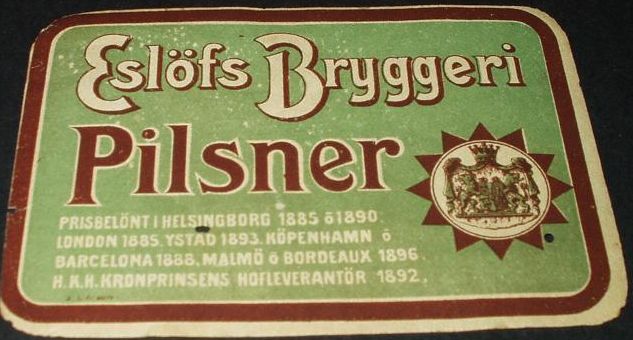 Eslöfs Bryggeri
Pilsner
PRISBELÖNT I HELSINGBORG 1885 & 1890.
LONDON 1885. YSTAD 1893. KÖPENHAMN &
BARCELONA 1888. MALMÖ & BORDEAUX 1896.
H.K.H. KRONPRINSENS HOFLEVERANTÖR 1892.